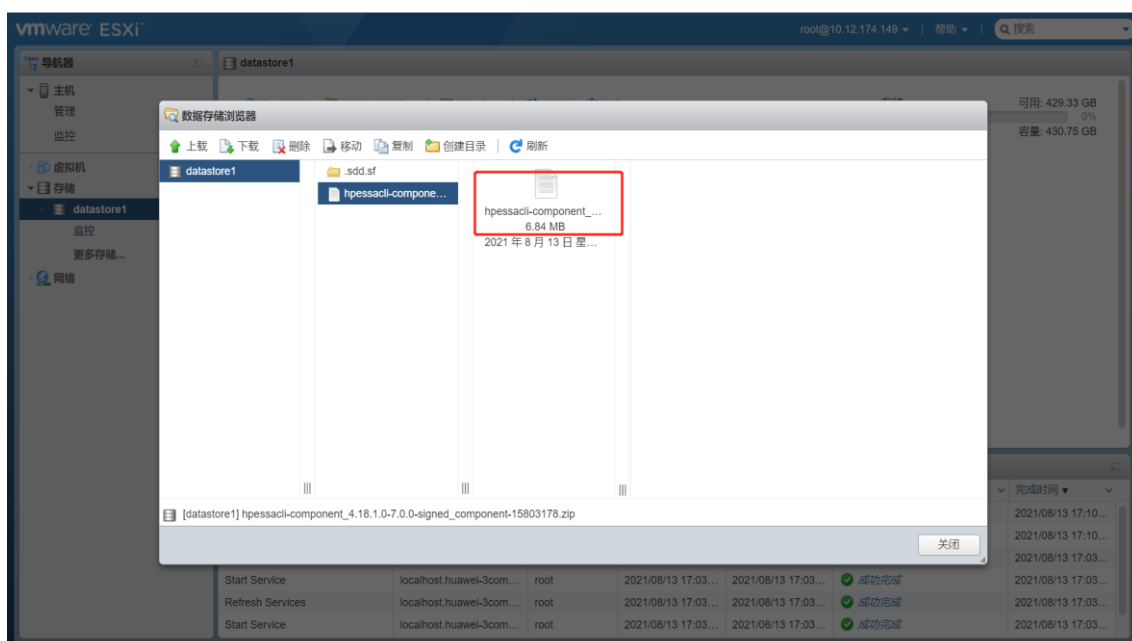 vmware ESXi™
root@10.12.174.149 | 帮助 | 搜索
导航器
datastore1
主机
管理
监控
虚拟机
存储
datastore1
监控
更多存储...
网络
可用: 429.33 GB
0%
容量: 430.75 GB
数据存储浏览器
上载 下载 删除 移动 复制 创建目录 | 刷新
datastore1
.sdd.sf
hpessacli-compone...
hpessacli-component_...
6.84 MB
2021 年 8 月 13 日 星...
[datastore1] hpessacli-component_4.18.1.0-7.0.0-signed_component-15803178.zip
关闭
完成时间
2021/08/13 17:10...
2021/08/13 17:10...
2021/08/13 17:03...
Start Service localhost.huawei-3com... root 2021/08/13 17:03... 2021/08/13 17:03... 成功完成 2021/08/13 17:03...
Refresh Services localhost.huawei-3com... root 2021/08/13 17:03... 2021/08/13 17:03... 成功完成 2021/08/13 17:03...
Start Service localhost.huawei-3com... root 2021/08/13 17:03... 2021/08/13 17:03... 成功完成 2021/08/13 17:03...